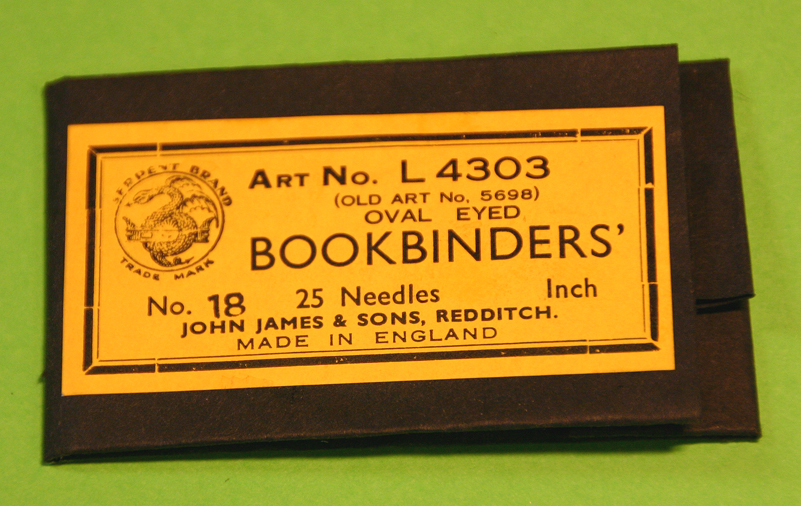 SERPENT BRAND
TRADE MARK
ART NO. L 4303
(OLD ART No. 5698)
OVAL EYED
BOOKBINDERS'
No. 18 25 Needles Inch
JOHN JAMES & SONS, REDDITCH.
MADE IN ENGLAND